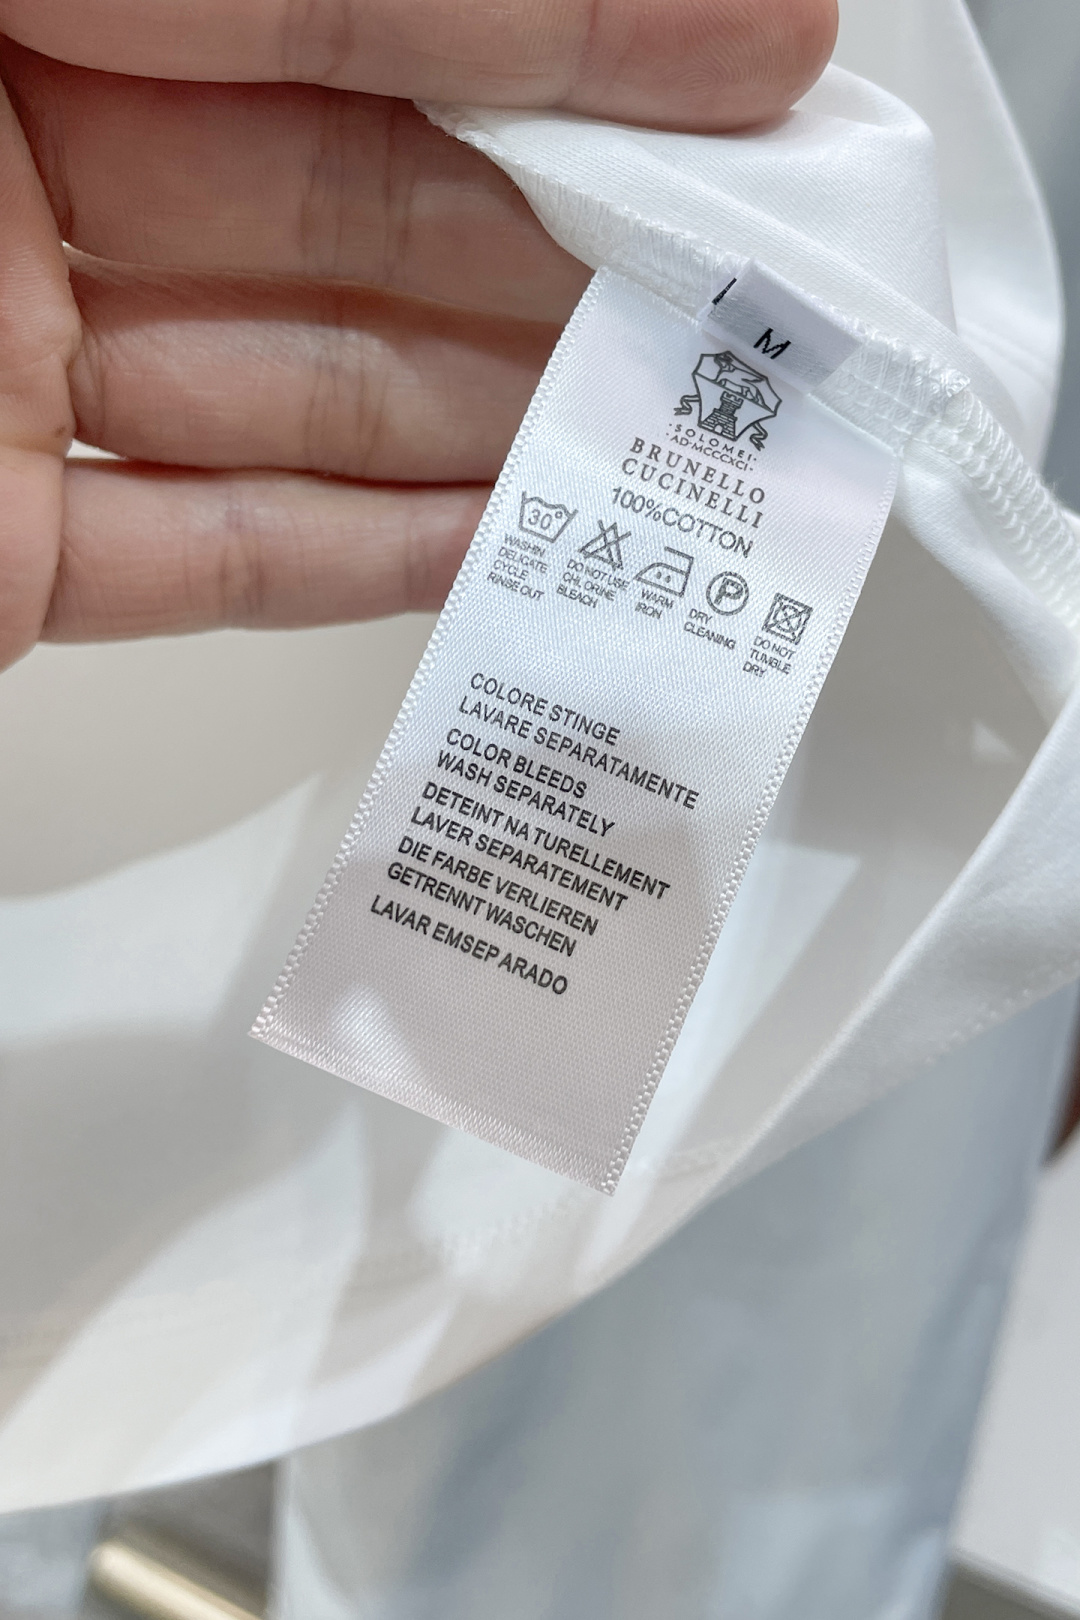 M
·SOLOMEI·
·AD·MCCCXCI·
BRUNELLO
CUCINELLI
100%COTTON
30°
WASHIN
DELICATE
CYCLE
RINSE OUT
DO NOT USE
CHLORINE
BLEACH
WARM
IRON
P
DRY
CLEANING
DO NOT
TUMBLE
DRY
COLORE STINGE
LAVARE SEPARATAMENTE
COLOR BLEEDS
WASH SEPARATELY
DETEINT NATURELLEMENT
LAVER SEPARATEMENT
DIE FARBE VERLIEREN
GETRENNT WASCHEN
LAVAR EMSEP ARADO